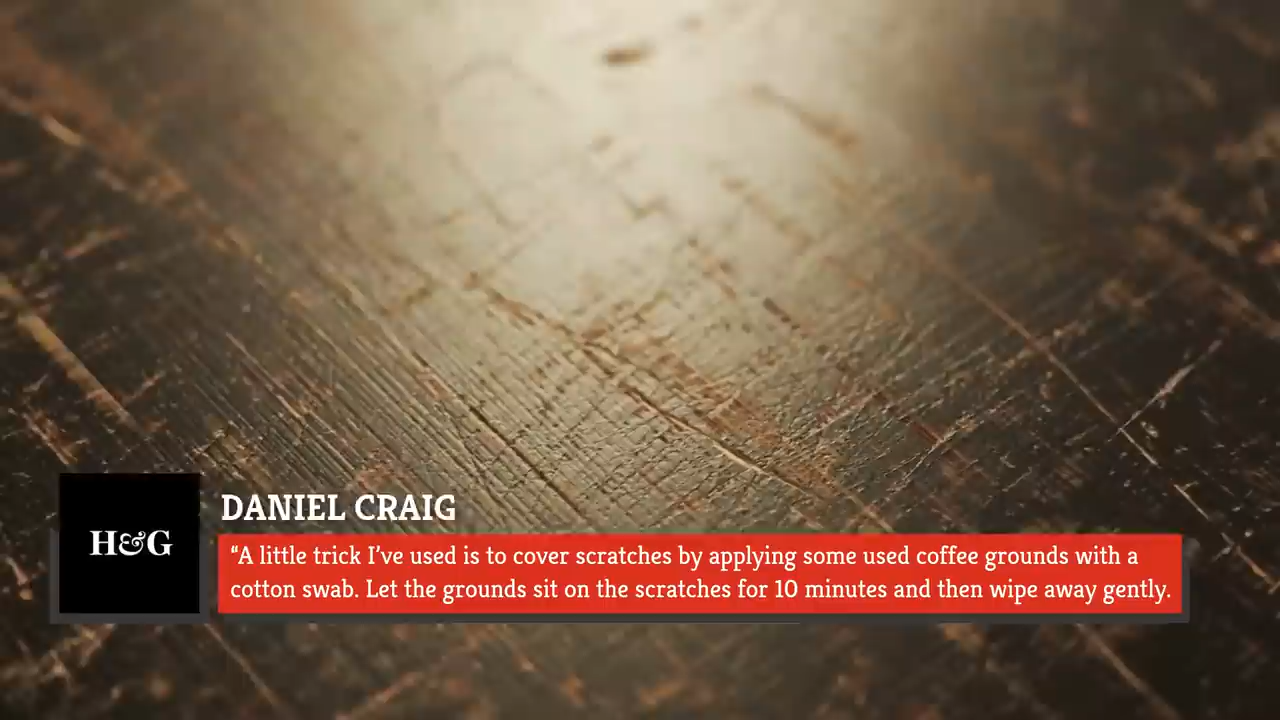 H&G
DANIEL CRAIG
“A little trick I’ve used is to cover scratches by applying some used coffee grounds with a
cotton swab. Let the grounds sit on the scratches for 10 minutes and then wipe away gently.